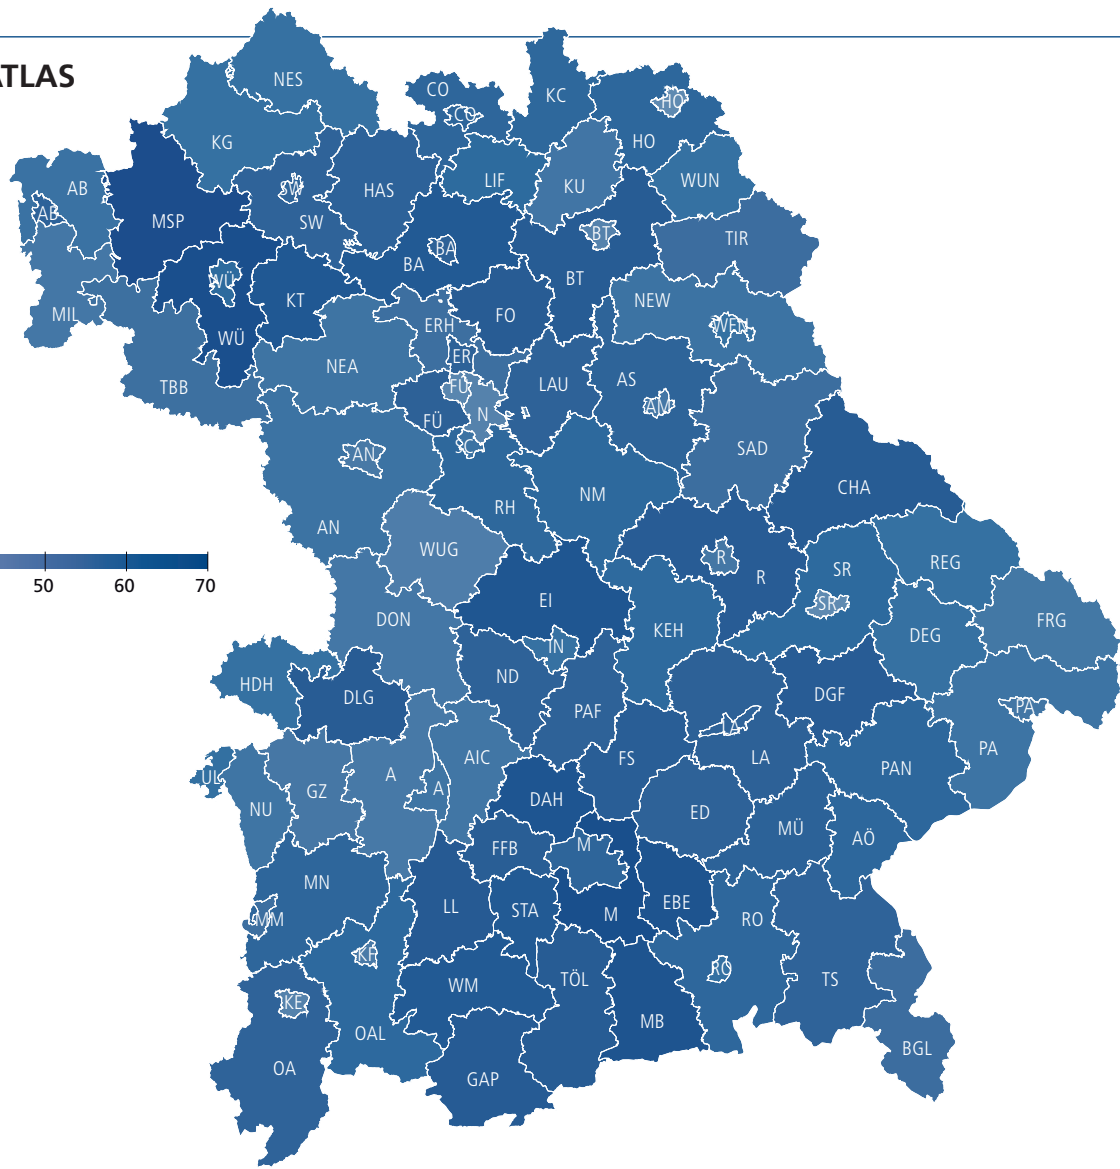 ATLAS
NES
CO
CO
KC
HO
HO
KG
AB
AB
SW
SW
HAS
LIF
KU
WUN
MSP
BT
TIR
BA
BA
BT
WÜ
KT
NEW
MIL
ERH
FO
WEN
WÜ
ER
NEA
TBB
FÜ
LAU
AS
AM
FÜ
N
SC
AN
SAD
CHA
RH
NM
AN
WUG
R
R
50
60
70
SR
REG
EI
SR
DON
KEH
DEG
FRG
IN
HDH
ND
DLG
DGF
PAF
LA
PA
PA
AIC
FS
LA
UL
A
A
PAN
GZ
NU
DAH
ED
MÜ
AÖ
FFB
M
MN
LL
STA
M
EBE
MM
RO
KF
RO
TÖL
TS
KE
WM
OAL
MB
BGL
OA
GAP